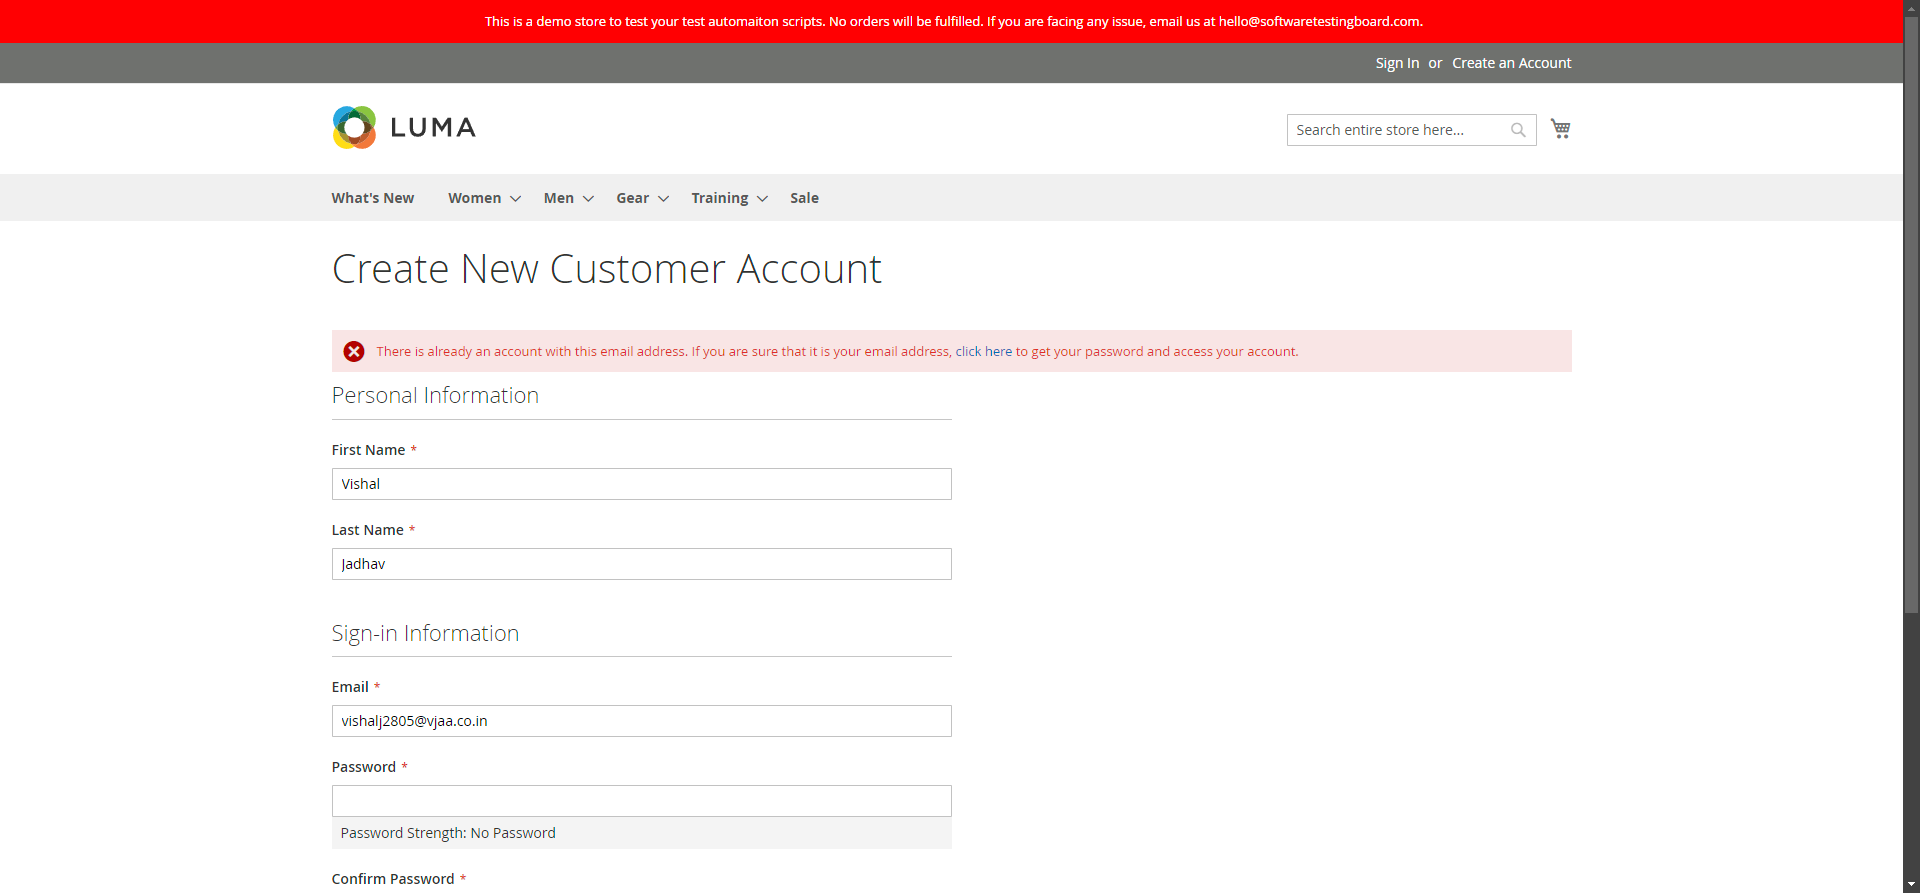 This is a demo store to test your test automaiton scripts. No orders will be fulfilled. If you are facing any issue, email us at hello@softwaretestingboard.com.
Sign In or Create an Account
LUMA
Search entire store here...
What's New Women Men Gear Training Sale
Create New Customer Account
There is already an account with this email address. If you are sure that it is your email address, click here to get your password and access your account.
Personal Information
First Name *
Vishal
Last Name *
Jadhav
Sign-in Information
Email *
vishalj2805@vjaa.co.in
Password *
Password Strength: No Password
Confirm Password *